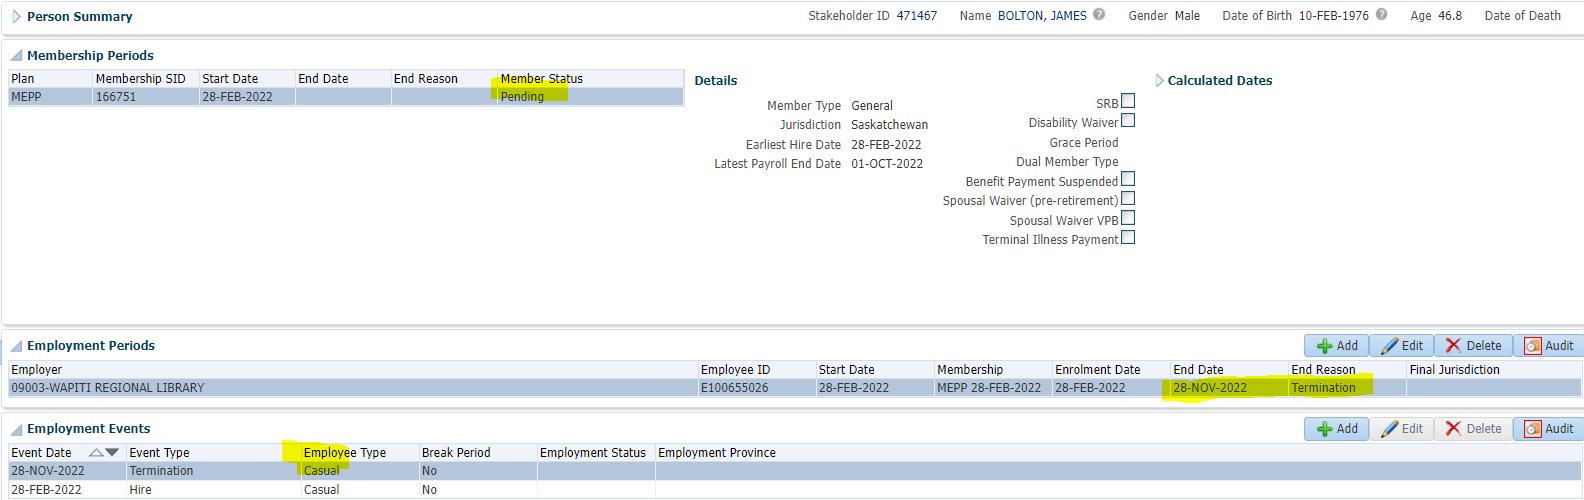 Person Summary Stakeholder ID 471467 Name BOLTON, JAMES Gender Male Date of Birth 10-FEB-1976 Age 46.8 Date of Death
Membership Periods
Plan Membership SID Start Date End Date End Reason Member Status
MEPP 166751 28-FEB-2022 Pending
Details
Member Type General
Jurisdiction Saskatchewan
Earliest Hire Date 28-FEB-2022
Latest Payroll End Date 01-OCT-2022
SRB
Disability Waiver
Grace Period
Dual Member Type
Benefit Payment Suspended
Spousal Waiver (pre-retirement)
Spousal Waiver VPB
Terminal Illness Payment
Calculated Dates
Employment Periods Add Edit Delete Audit
Employer Employee ID Start Date Membership Enrolment Date End Date End Reason Final Jurisdiction
09003-WAPITI REGIONAL LIBRARY E100655026 28-FEB-2022 MEPP 28-FEB-2022 28-FEB-2022 28-NOV-2022 Termination
Employment Events Add Edit Delete Audit
Event Date Event Type Employee Type Break Period Employment Status Employment Province
28-NOV-2022 Termination Casual No
28-FEB-2022 Hire Casual No